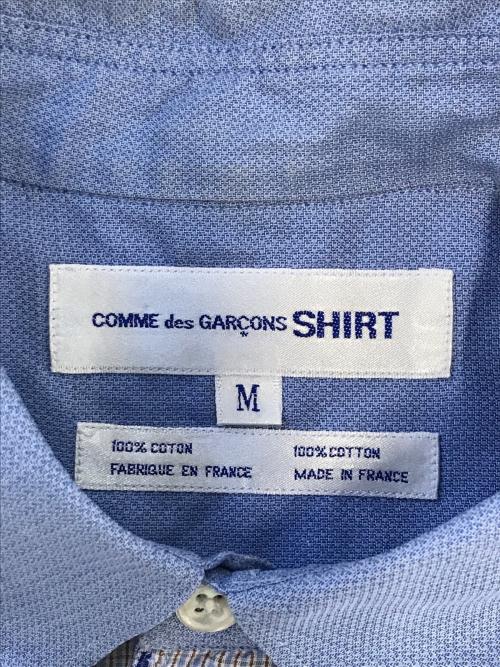 COMME des GARÇONS SHIRT
M
100% COTON 100% COTTON
FABRIQUE EN FRANCE MADE IN FRANCE